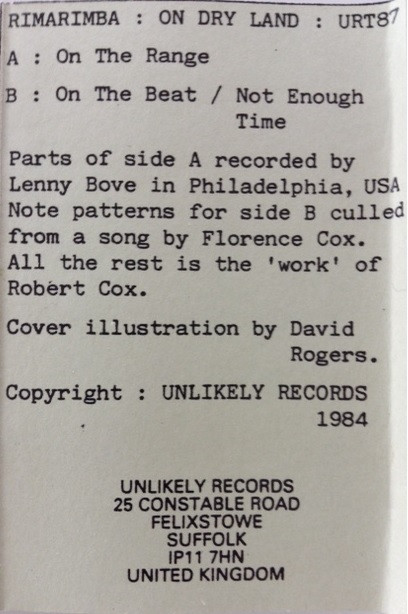 RIMARIMBA : ON DRY LAND : URT87
A : On The Range
B : On The Beat / Not Enough
Time
Parts of side A recorded by
Lenny Bove in Philadelphia, USA
Note patterns for side B culled
from a song by Florence Cox.
All the rest is the 'work' of
Robert Cox.
Cover illustration by David
Rogers.
Copyright : UNLIKELY RECORDS
1984
UNLIKELY RECORDS
25 CONSTABLE ROAD
FELIXSTOWE
SUFFOLK
IP11 7HN
UNITED KINGDOM